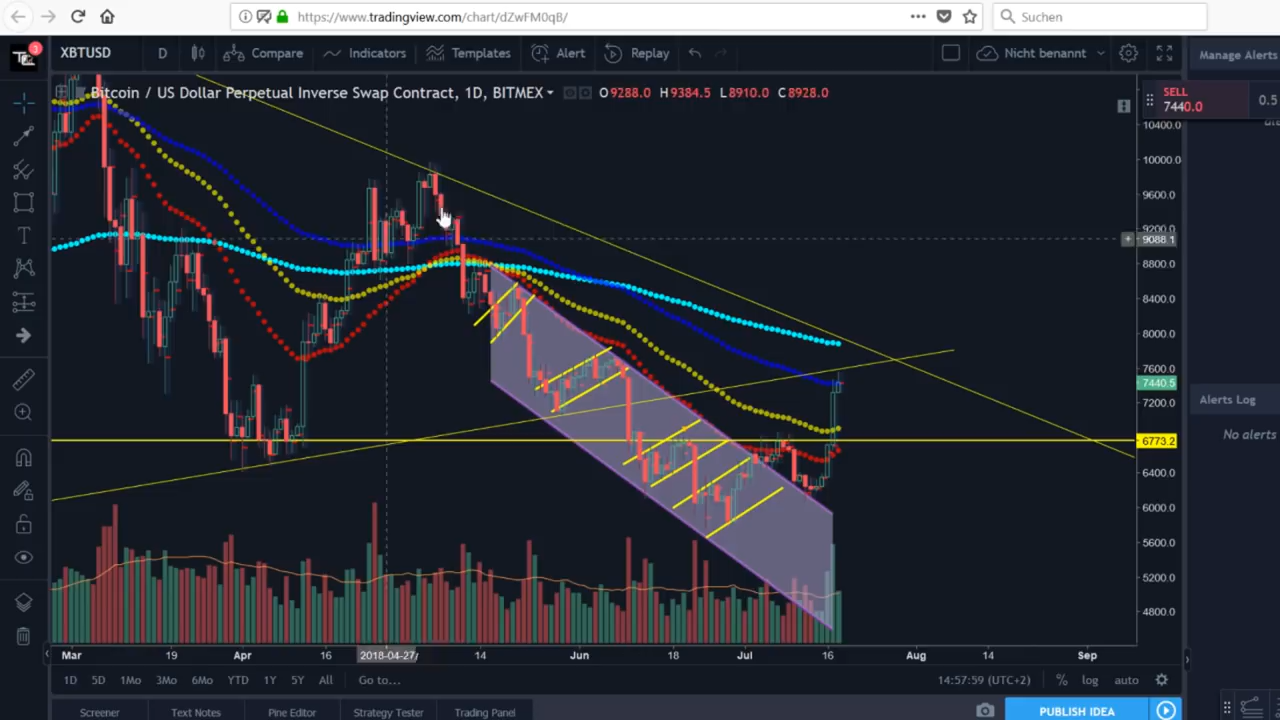 https://www.tradingview.com/chart/dZwFM0qB/
Suchen
3
XBTUSD D Compare Indicators Templates Alert Replay Nicht benannt Manage Alerts
Bitcoin / US Dollar Perpetual Inverse Swap Contract, 1D, BITMEX O9288.0 H9384.5 L8910.0 C8928.0
SELL
7440.0
0.5
10400.0
10000.0
9600.0
9200.0
9088.1
8800.0
8400.0
8000.0
7600.0
7440.5
7200.0
6773.2
6400.0
6000.0
5600.0
5200.0
4800.0
Alerts Log
No alerts
Mar 19 Apr 16 2018-04-27 14 Jun 18 Jul 16 Aug 14 Sep
1D 5D 1Mo 3Mo 6Mo YTD 1Y 5Y All Go to... 14:57:59 (UTC+2) % log auto
Screener Text Notes Pine Editor Strategy Tester Trading Panel PUBLISH IDEA